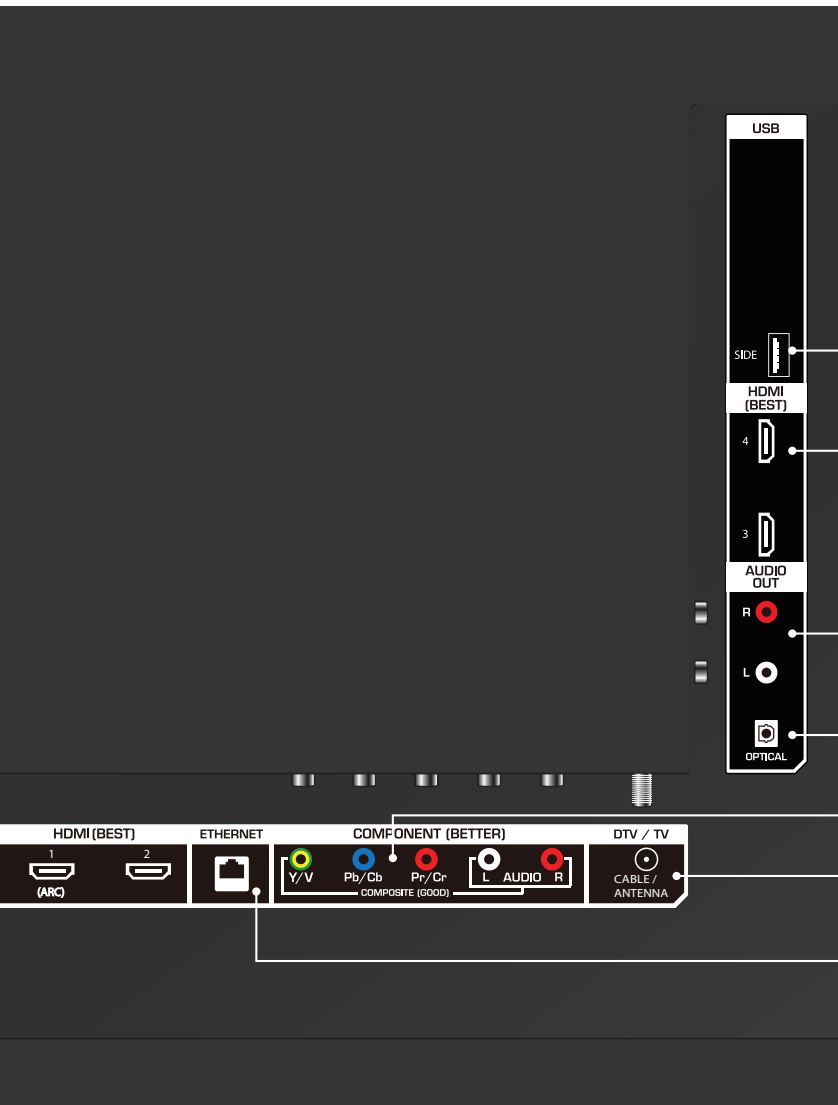 USB
SIDE
HDMI
(BEST)
4
3
AUDIO
OUT
R
L
OPTICAL
HDMI (BEST)
1
2
(ARC)
ETHERNET
COMPONENT (BETTER)
Y/V
Pb/Cb
Pr/Cr
L AUDIO R
COMPOSITE (GOOD)
DTV / TV
CABLE /
ANTENNA